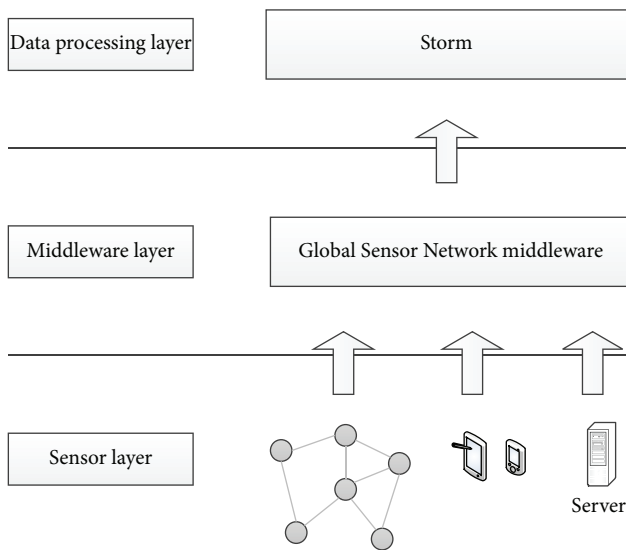 Data processing layer
Storm
Middleware layer
Global Sensor Network middleware
Sensor layer
Server